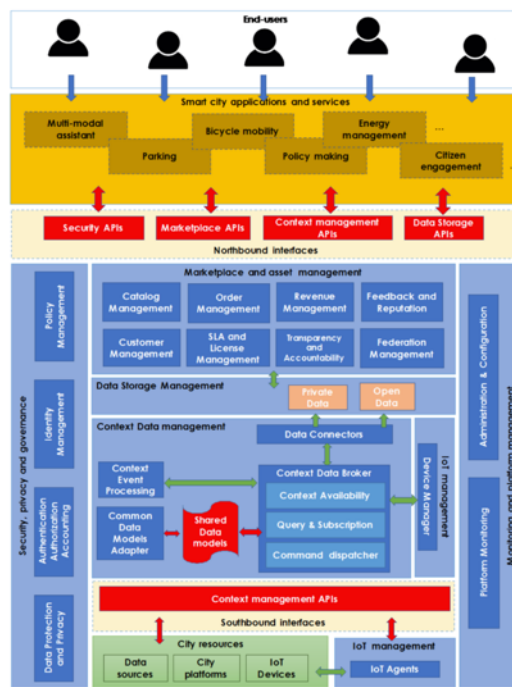 End-users
Smart city applications and services
Multi-modal
assistant
Parking
Bicycle mobility
Policy making
Energy
management
...
Citizen
engagement
Security APIs
Marketplace APIs
Context management
APIs
Data Storage
APIs
Northbound interfaces
Security, privacy and governance
Policy
Management
Identity
Management
Authentication
Authorization
Accounting
Data Protection
and Privacy
Marketplace and asset management
Catalog
Management
Order
Management
Revenue
Management
Feedback and
Reputation
Customer
Management
SLA and
License
Management
Transparency
and
Accountability
Federation
Management
Data Storage Management
Private
Data
Open
Data
Context Data management
Data Connectors
Context
Event
Processing
Common
Data
Models
Adapter
Shared
Data
models
Context Data Broker
Context Availability
Query & Subscription
Command dispatcher
Device Manager
IoT management
Administration & Configuration
Platform Monitoring
Monitoring and platform management
Context management APIs
Southbound interfaces
City resources
Data
sources
City
platforms
IoT
Devices
IoT management
IoT Agents